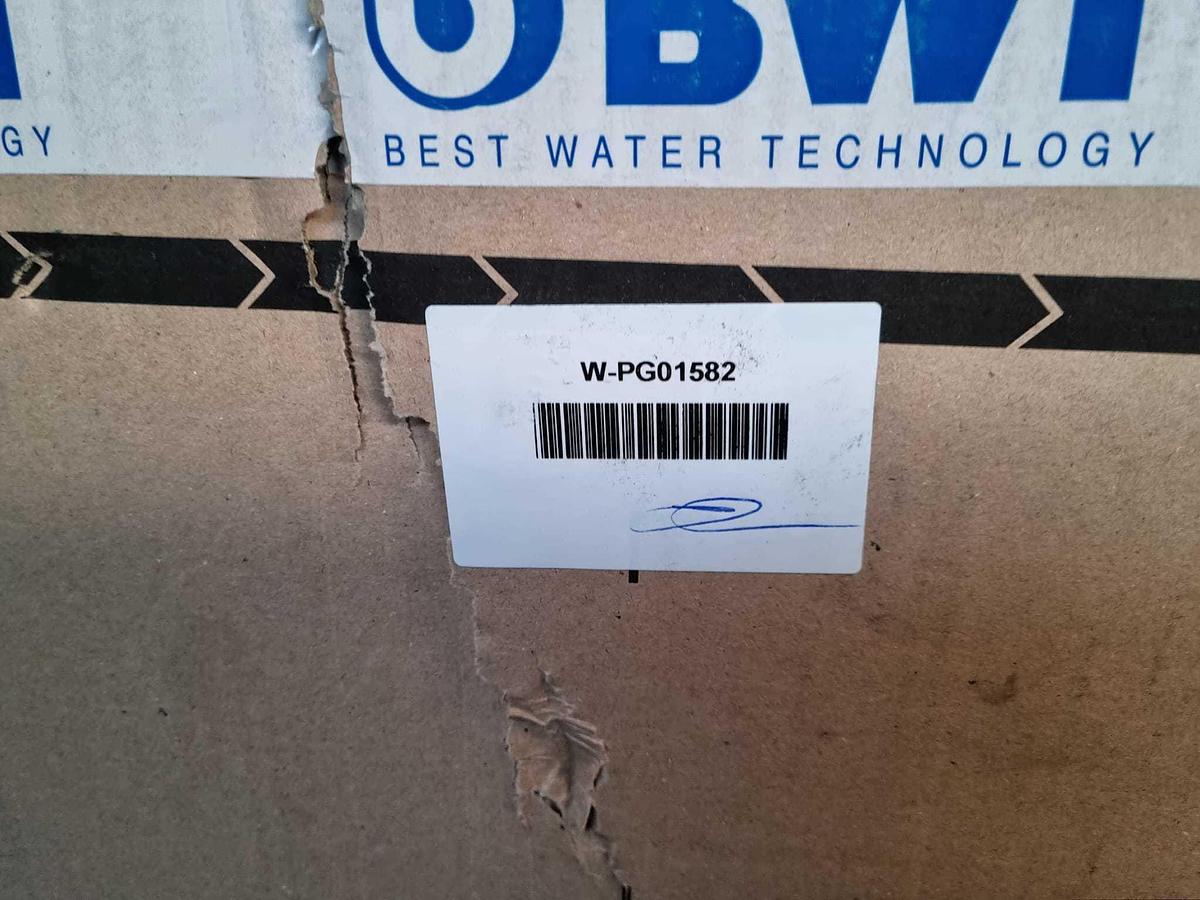 BWT
GY
BEST WATER TECHNOLOGY
W-PG01582